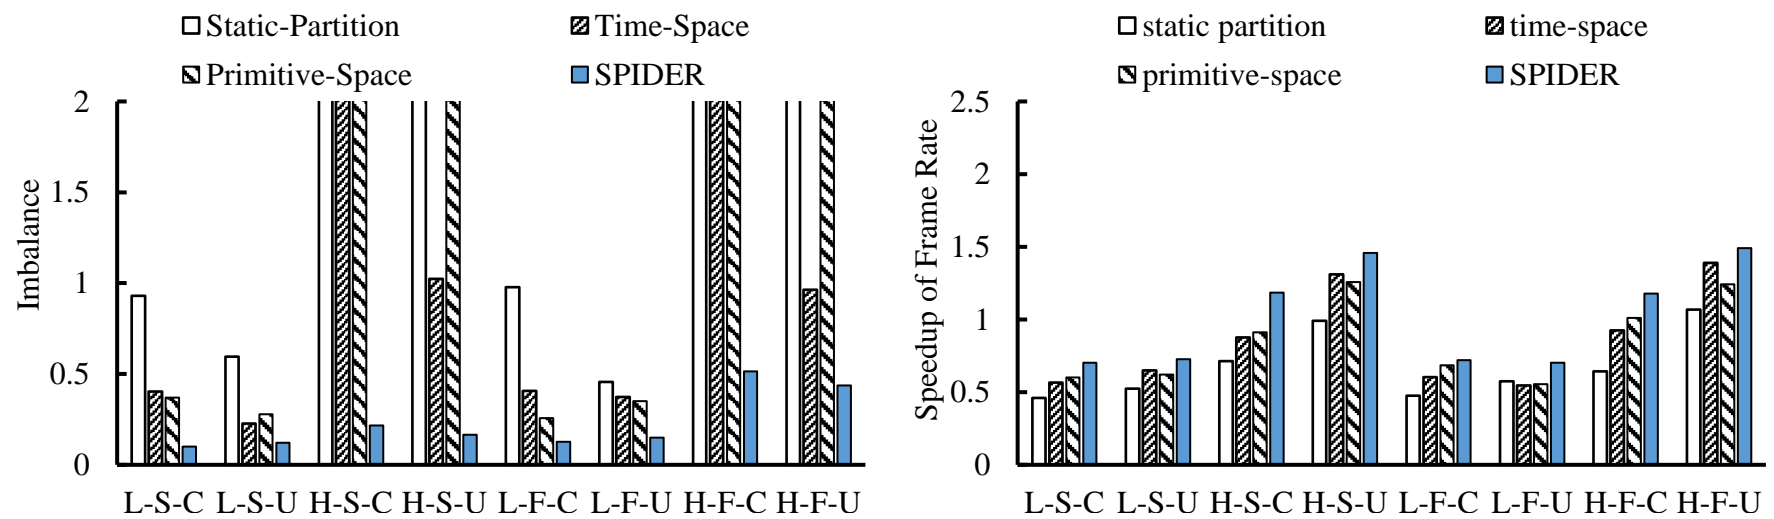 Static-Partition Time-Space
Primitive-Space SPIDER
Imbalance
2
1.5
1
0.5
0
L-S-C L-S-U H-S-C H-S-U L-F-C L-F-U H-F-C H-F-U
static partition time-space
primitive-space SPIDER
Speedup of Frame Rate
2.5
2
1.5
1
0.5
0
L-S-C L-S-U H-S-C H-S-U L-F-C L-F-U H-F-C H-F-U